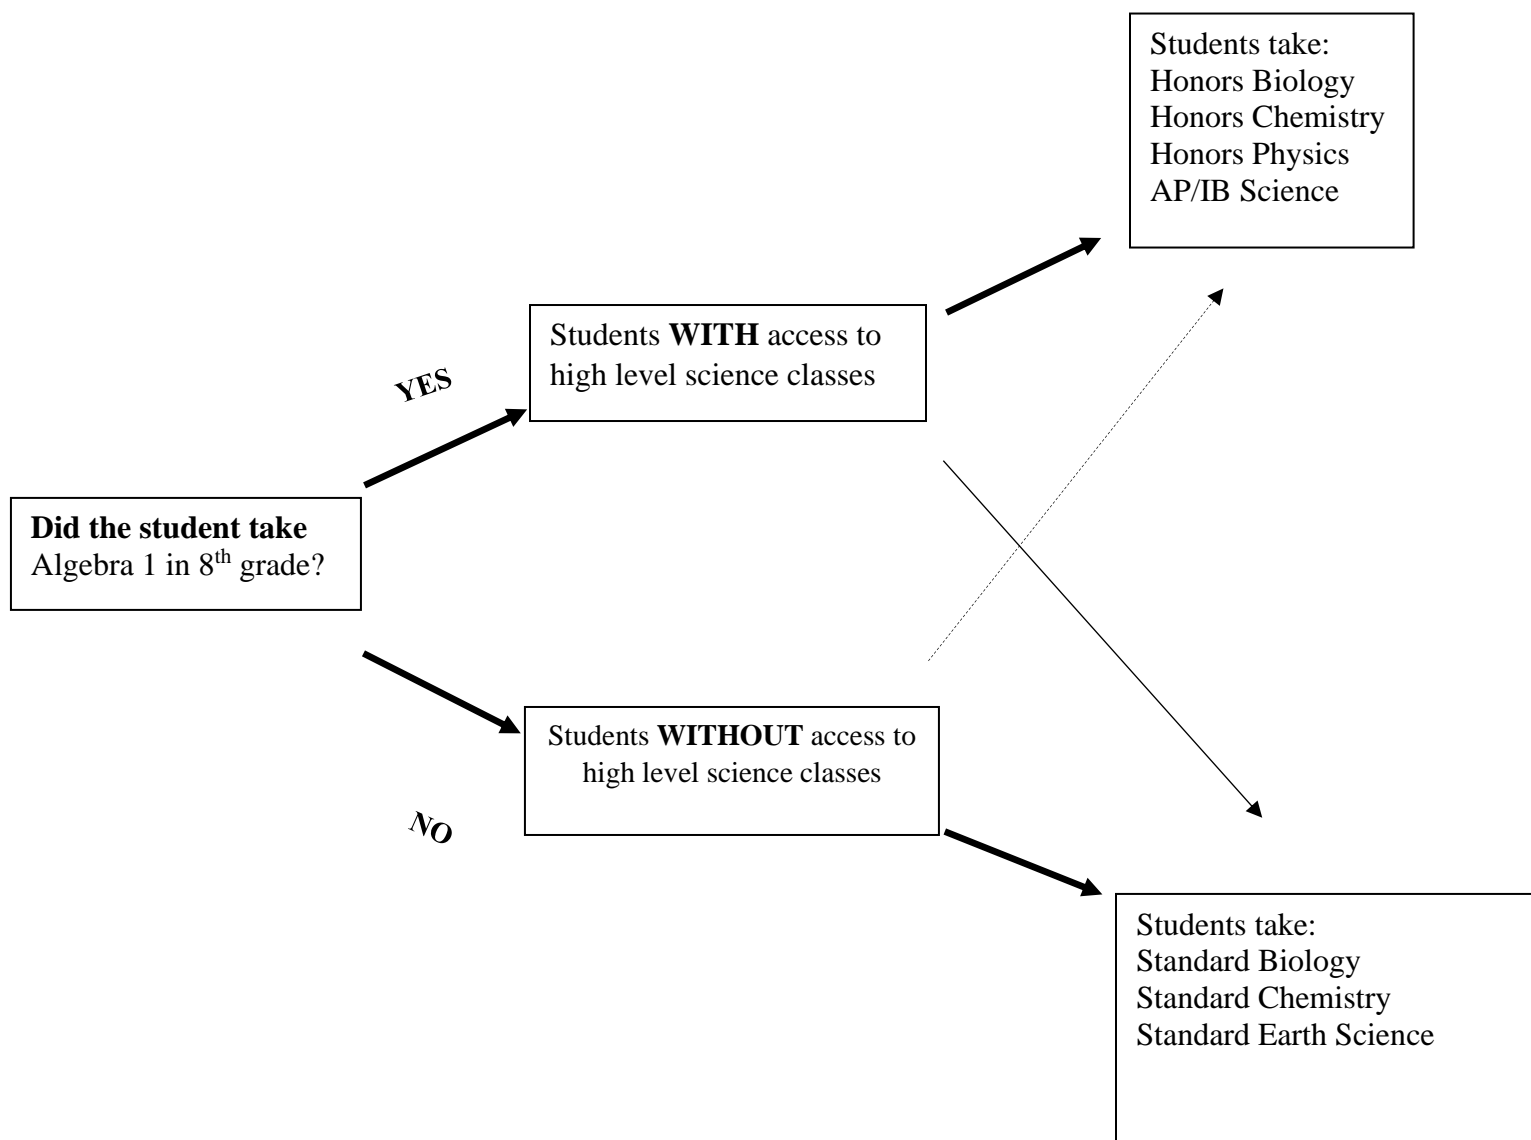 Students take:
Honors Biology
Honors Chemistry
Honors Physics
AP/IB Science
Students WITH access to
high level science classes
YES
Did the student take
Algebra 1 in 8th grade?
Students WITHOUT access to
high level science classes
NO
Students take:
Standard Biology
Standard Chemistry
Standard Earth Science